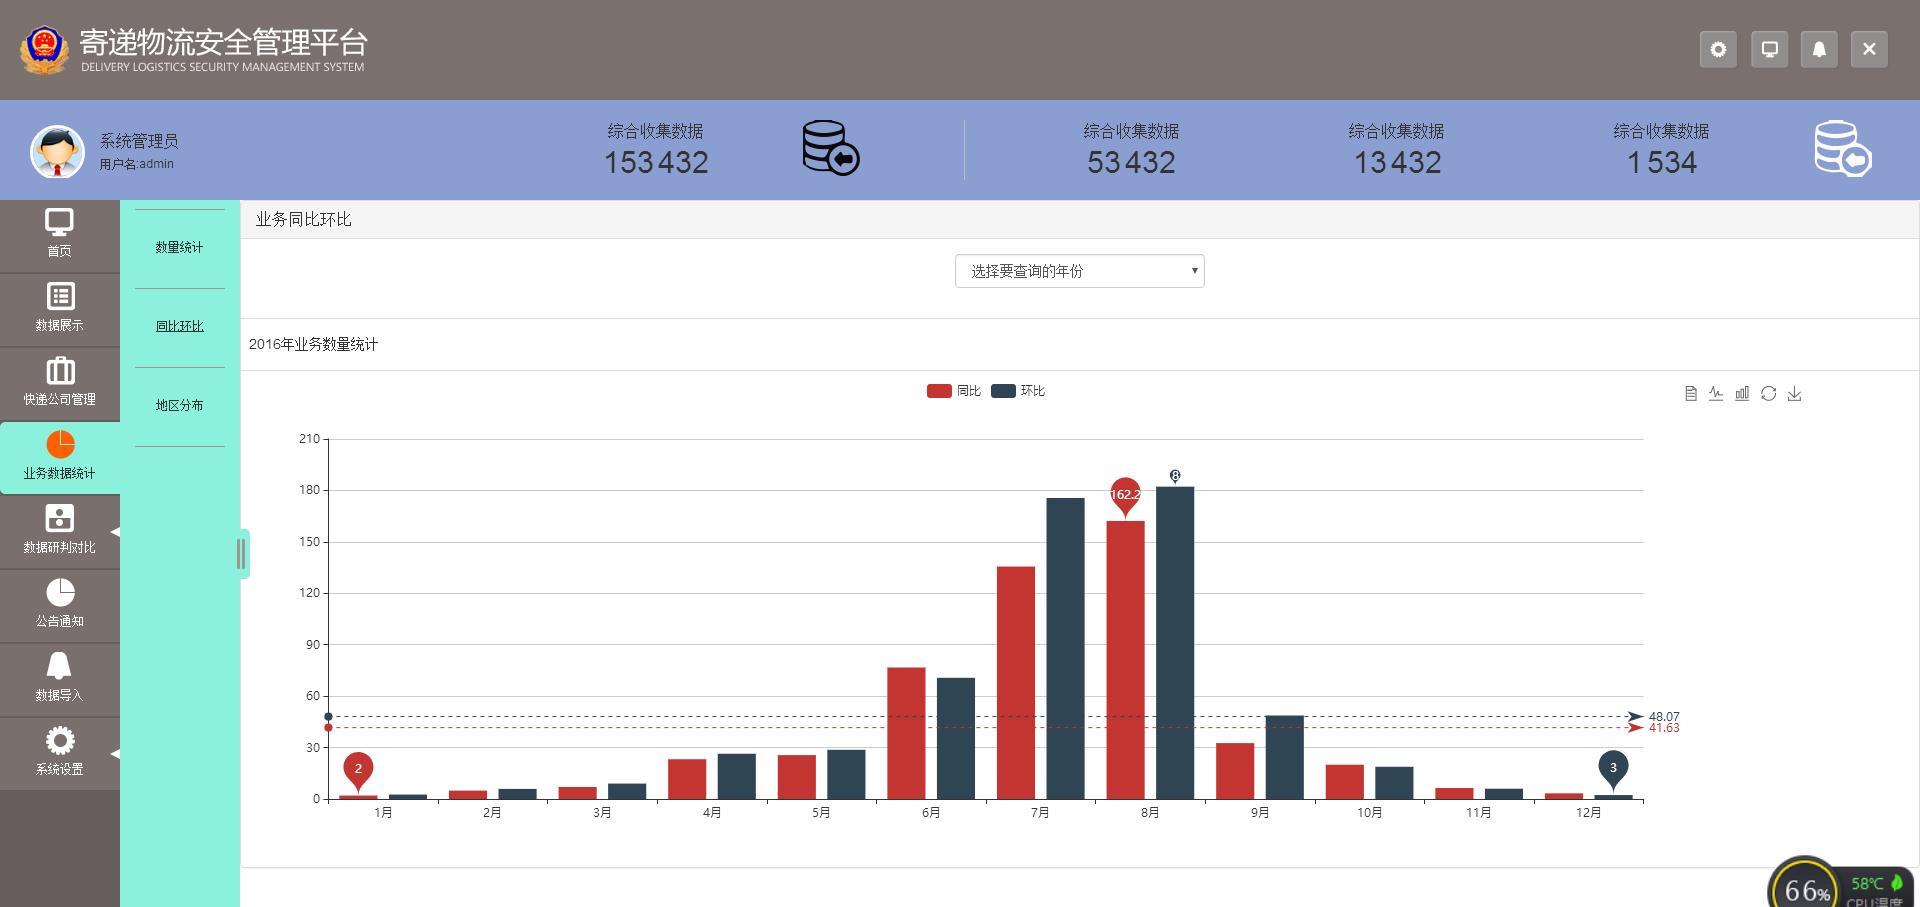 寄递物流安全管理平台
DELIVERY LOGISTICS SECURITY MANAGEMENT SYSTEM
系统管理员
用户名:admin
综合收集数据
153432
综合收集数据
53432
综合收集数据
13432
综合收集数据
1534
首页
数据展示
快递公司管理
业务数据统计
数据研判对比
公告通知
数据导入
系统设置
数量统计
同比环比
地区分布
业务同比环比
选择要查询的年份
2016年业务数量统计
同比 环比
210
180
150
120
90
60
30
0
162.2
8
48.07
41.63
2
3
1月 2月 3月 4月 5月 6月 7月 8月 9月 10月 11月 12月
66%
58℃
CPU温度